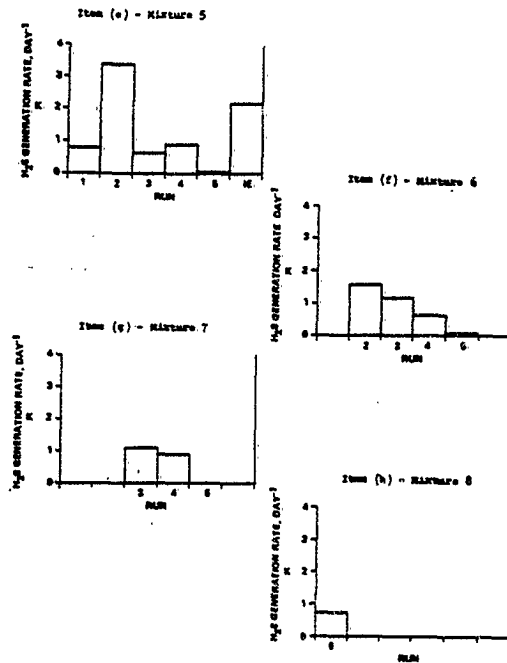 Item (e) - Mixture 5
H2S GENERATION RATE, DAY-1
K
4
3
2
1
0
1 2 3 4 5
RUN
Item (f) - Mixture 6
H2S GENERATION RATE DAY-1
K
4
3
2
1
0
2 3 4 5
RUN
Item (g) - Mixture 7
H2S GENERATION RATE, DAY-1
K
4
3
2
1
0
3 4 5
RUN
Item (h) - Mixture 8
H2S GENERATION RATE, DAY-1
K
4
3
2
1
0
RUN